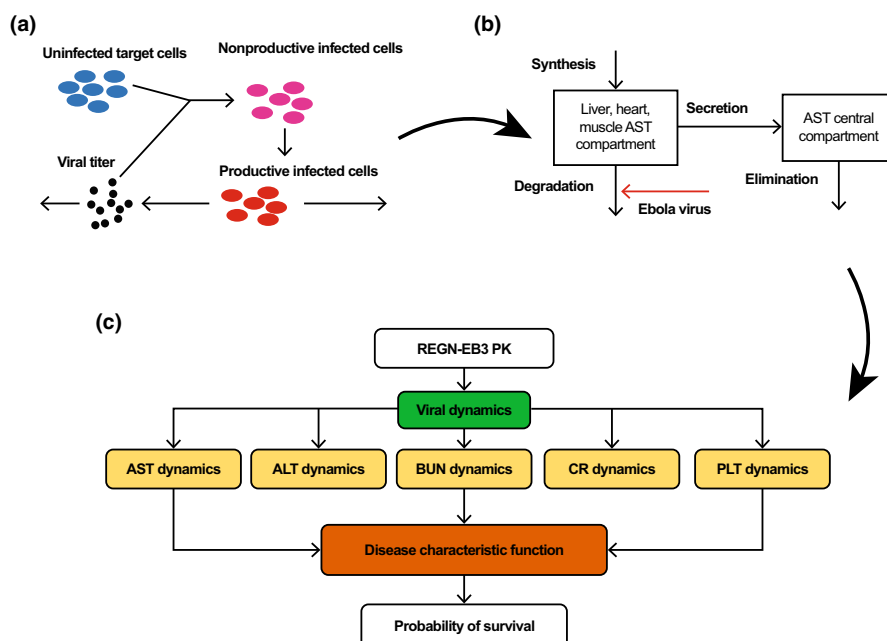 (a)
Uninfected target cells
Nonproductive infected cells
Viral titer
Productive infected cells
(b)
Synthesis
Liver, heart,
muscle AST
compartment
Secretion
AST central
compartment
Degradation
Elimination
Ebola virus
(c)
REGN-EB3 PK
Viral dynamics
AST dynamics
ALT dynamics
BUN dynamics
CR dynamics
PLT dynamics
Disease characteristic function
Probability of survival